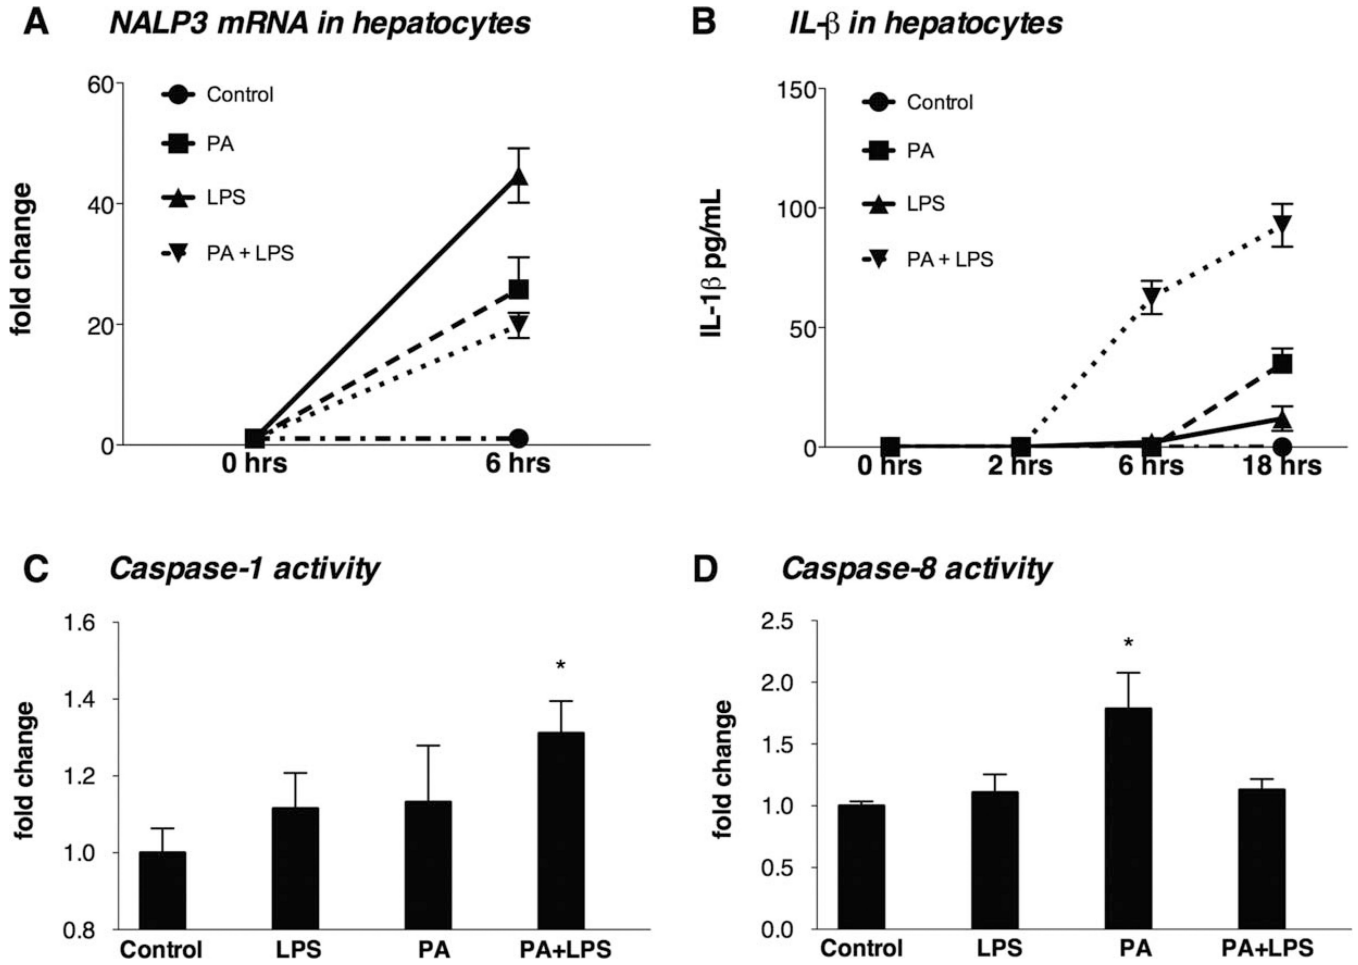 A NALP3 mRNA in hepatocytes
60
40
20
0
fold change
Control
PA
LPS
PA + LPS
0 hrs 6 hrs
B IL-β in hepatocytes
150
100
50
0
IL-1β pg/mL
Control
PA
LPS
PA + LPS
0 hrs 2 hrs 6 hrs 18 hrs
C Caspase-1 activity
1.6
1.4
1.2
1.0
0.8
fold change
*
Control LPS PA PA+LPS
D Caspase-8 activity
2.5
2.0
1.5
1.0
0.5
0.0
fold change
*
Control LPS PA PA+LPS